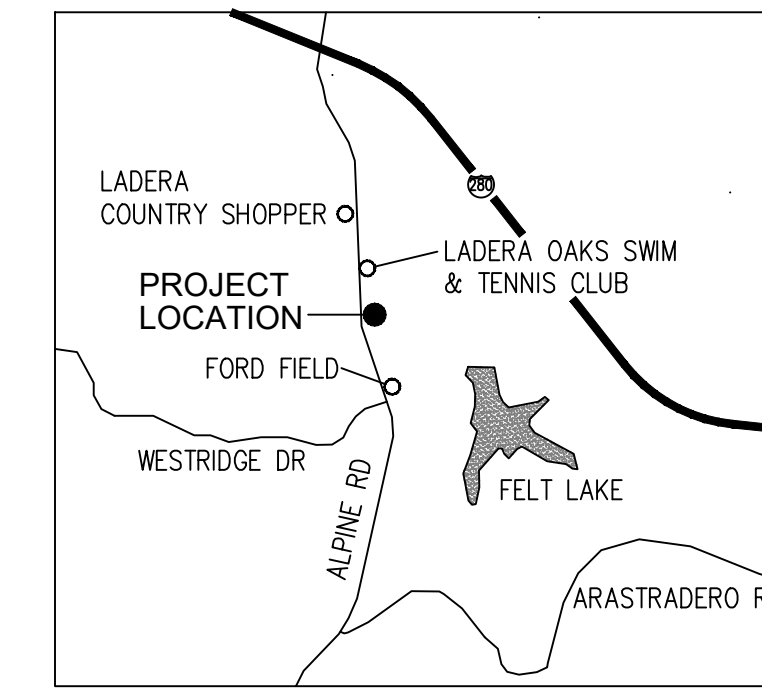 280
LADERA
COUNTRY SHOPPER
LADERA OAKS SWIM
& TENNIS CLUB
PROJECT
LOCATION
FORD FIELD
WESTRIDGE DR
ALPINE RD
FELT LAKE
ARASTRADERO